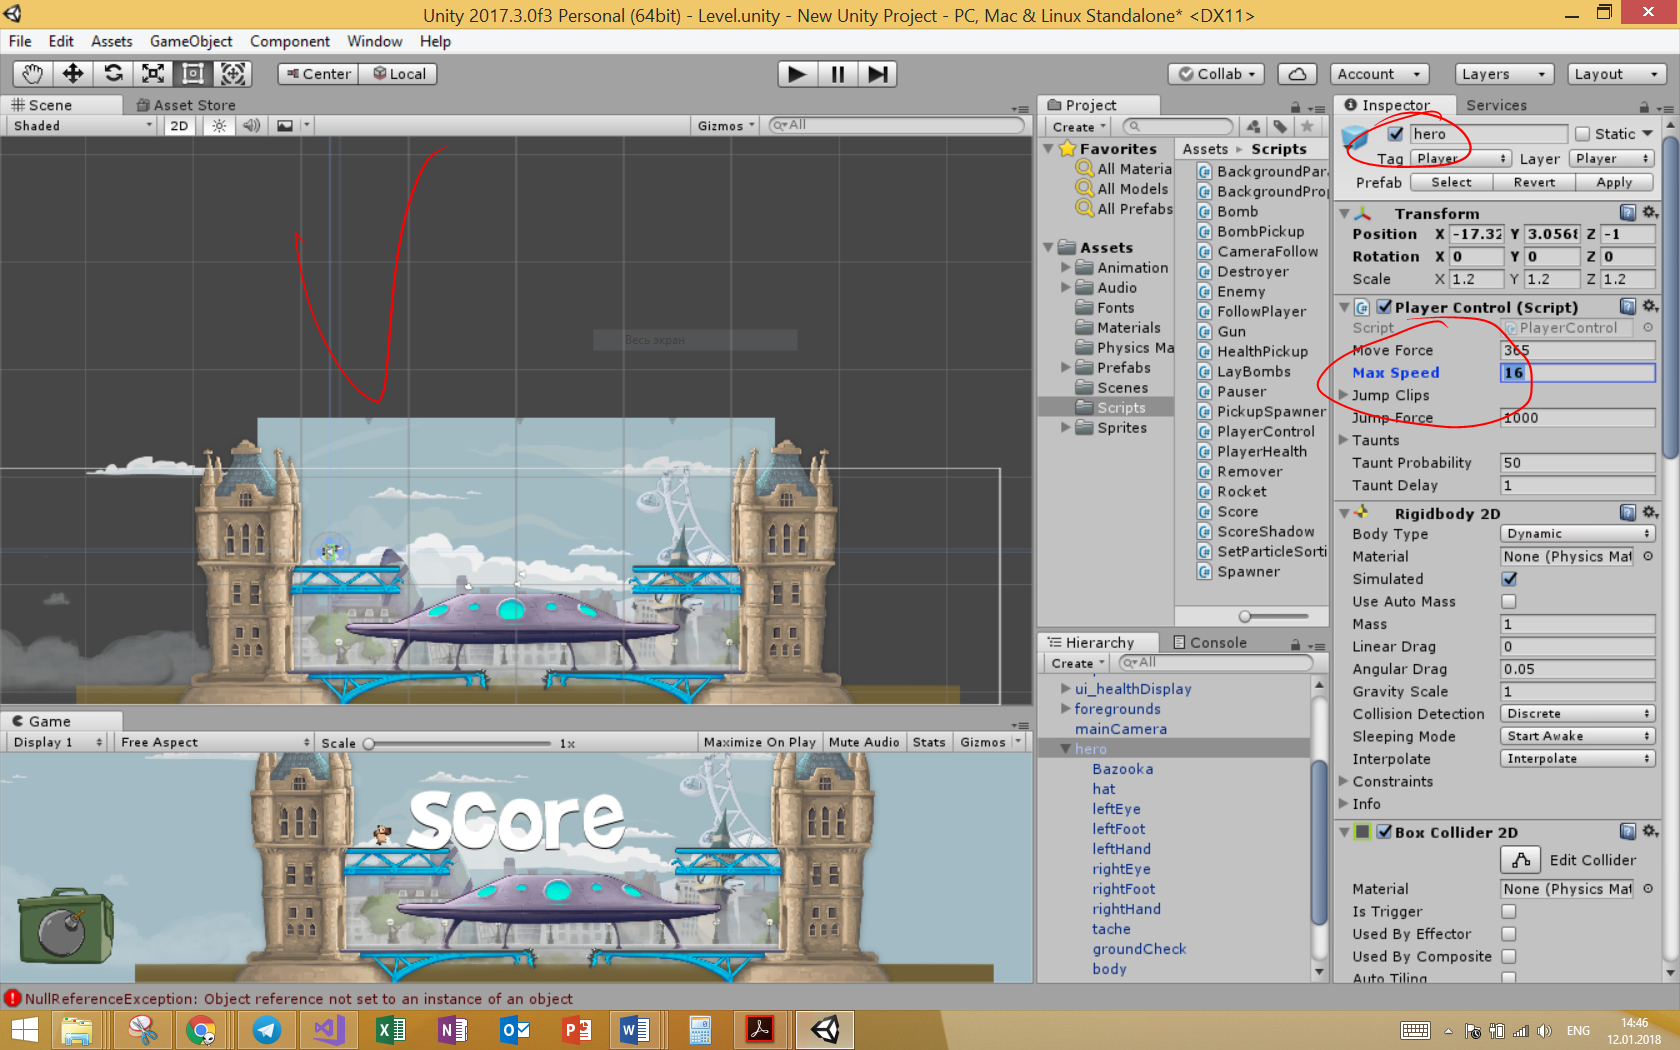 Unity 2017.3.0f3 Personal (64bit) - Level.unity - New Unity Project - PC, Mac & Linux Standalone* <DX11>
File Edit Assets GameObject Component Window Help
Center Local
Collab Account Layers Layout
Scene Asset Store
Shaded 2D Gizmos All
Весь экран
Game
Display 1 Free Aspect Scale 1x Maximize On Play Mute Audio Stats Gizmos
score
Project
Create
Favorites
All Materia
All Models
All Prefabs
Assets
Animation
Audio
Fonts
Materials
Physics Ma
Prefabs
Scenes
Scripts
Sprites
Assets Scripts
BackgroundPar
BackgroundProp
Bomb
BombPickup
CameraFollow
Destroyer
Enemy
FollowPlayer
Gun
HealthPickup
LayBombs
Pauser
PickupSpawner
PlayerControl
PlayerHealth
Remover
Rocket
Score
ScoreShadow
SetParticleSorti
Spawner
Hierarchy Console
Create All
ui_healthDisplay
foregrounds
mainCamera
hero
Bazooka
hat
leftEye
leftFoot
leftHand
rightEye
rightFoot
rightHand
tache
groundCheck
body
Inspector Services
hero Static
Tag Player Layer Player
Prefab Select Revert Apply
Transform
Position X -17.32 Y 3.0568 Z -1
Rotation X 0 Y 0 Z 0
Scale X 1.2 Y 1.2 Z 1.2
Player Control (Script)
Script PlayerControl
Move Force 365
Max Speed 16
Jump Clips
Jump Force 1000
Taunts
Taunt Probability 50
Taunt Delay 1
Rigidbody 2D
Body Type Dynamic
Material None (Physics Mat
Simulated
Use Auto Mass
Mass 1
Linear Drag 0
Angular Drag 0.05
Gravity Scale 1
Collision Detection Discrete
Sleeping Mode Start Awake
Interpolate Interpolate
Constraints
Info
Box Collider 2D
Edit Collider
Material None (Physics Mat
Is Trigger
Used By Effector
Used By Composite
Auto Tiling
NullReferenceException: Object reference not set to an instance of an object
ENG
14:46
12.01.2018